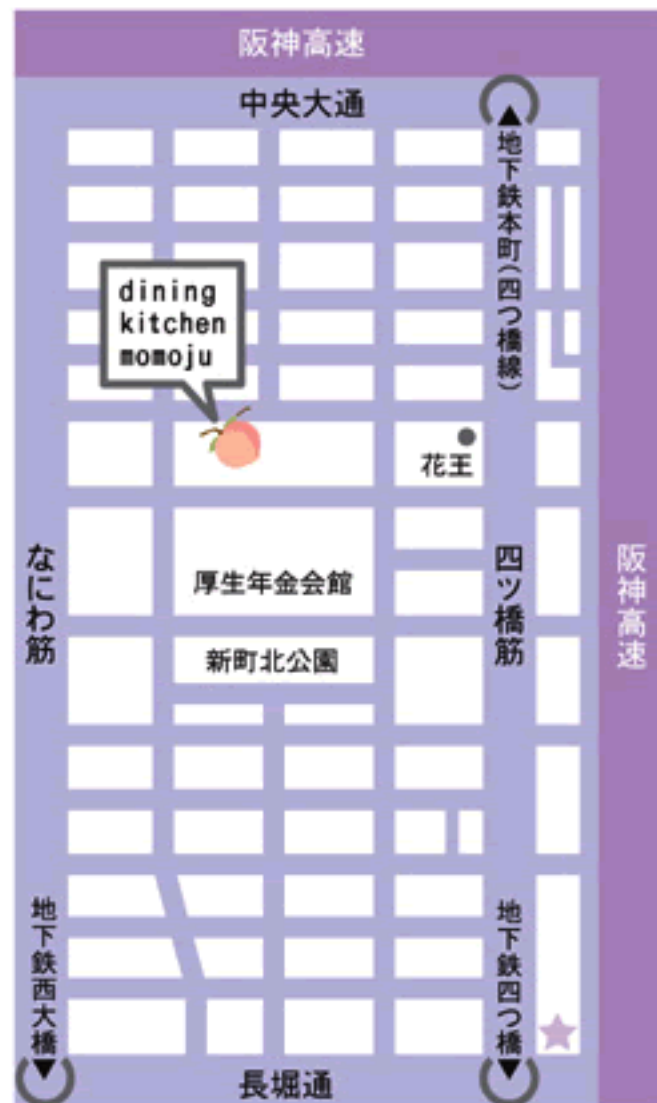 阪神高速
中央大通
▲地下鉄本町(四つ橋線)
dining
kitchen
momoju
花王
なにわ筋
厚生年金会館
四ツ橋筋
阪神高速
新町北公園
地下鉄西大橋▼
地下鉄四つ橋▼
長堀通